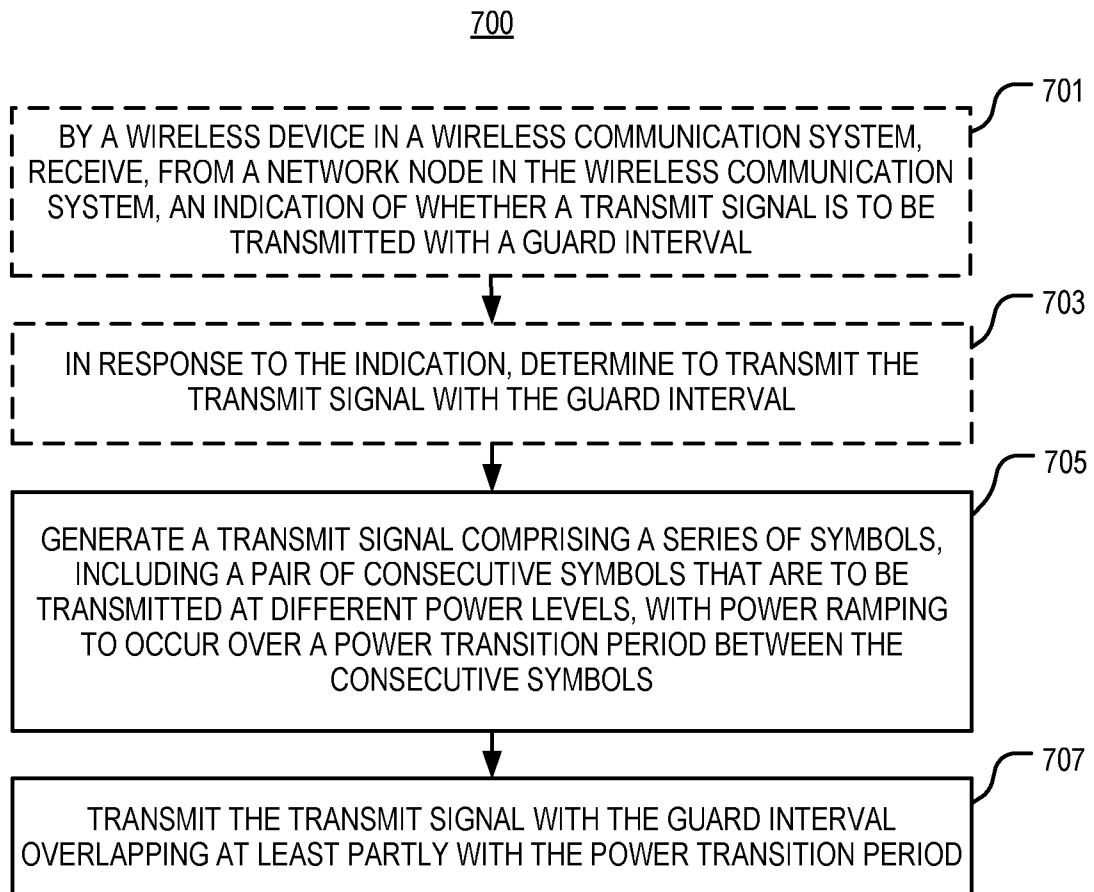 700
701
BY A WIRELESS DEVICE IN A WIRELESS COMMUNICATION SYSTEM,
RECEIVE, FROM A NETWORK NODE IN THE WIRELESS COMMUNICATION
SYSTEM, AN INDICATION OF WHETHER A TRANSMIT SIGNAL IS TO BE
TRANSMITTED WITH A GUARD INTERVAL
703
IN RESPONSE TO THE INDICATION, DETERMINE TO TRANSMIT THE
TRANSMIT SIGNAL WITH THE GUARD INTERVAL
705
GENERATE A TRANSMIT SIGNAL COMPRISING A SERIES OF SYMBOLS,
INCLUDING A PAIR OF CONSECUTIVE SYMBOLS THAT ARE TO BE
TRANSMITTED AT DIFFERENT POWER LEVELS, WITH POWER RAMPING
TO OCCUR OVER A POWER TRANSITION PERIOD BETWEEN THE
CONSECUTIVE SYMBOLS
707
TRANSMIT THE TRANSMIT SIGNAL WITH THE GUARD INTERVAL
OVERLAPPING AT LEAST PARTLY WITH THE POWER TRANSITION PERIOD